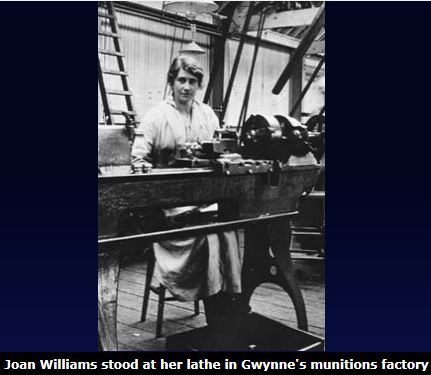 Joan Williams stood at her lathe in Gwynne's munitions factory